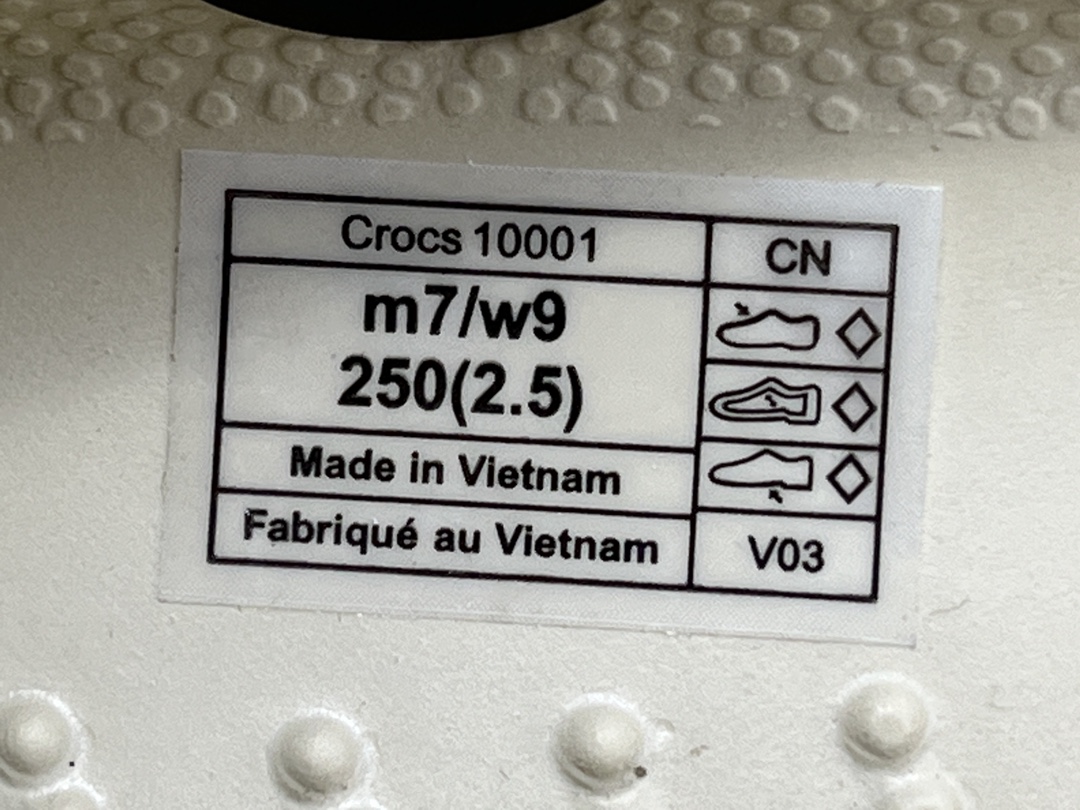 Crocs 10001
CN
m7/w9
250(2.5)
Made in Vietnam
Fabriqué au Vietnam
V03